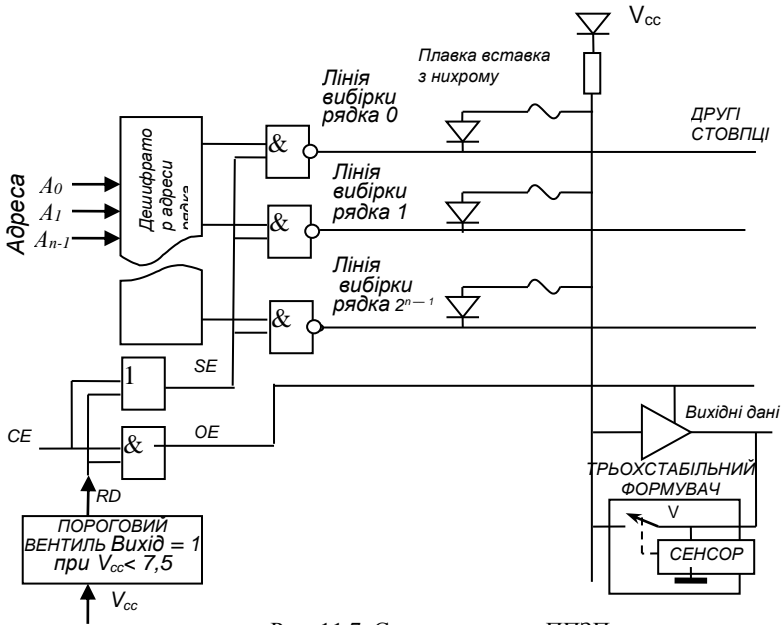 Vcc
Плавка вставка
з нихрому
Лінія
вибірки
рядка 0
ДРУГІ
СТОВПЦІ
&
Дешифрато
р адреси
рядка
Адреса
A0
A1
An-1
Лінія
вибірки
рядка 1
&
Лінія
вибірки
рядка 2n—1
&
SE
1
CE
&
OE
Вихідні дані
ТРЬОХСТАБІЛЬНИЙ
ФОРМУВАЧ
RD
V
ПОРОГОВИЙ
ВЕНТИЛЬ Вихід = 1
при Vcc< 7,5
СЕНСОР
Vcc